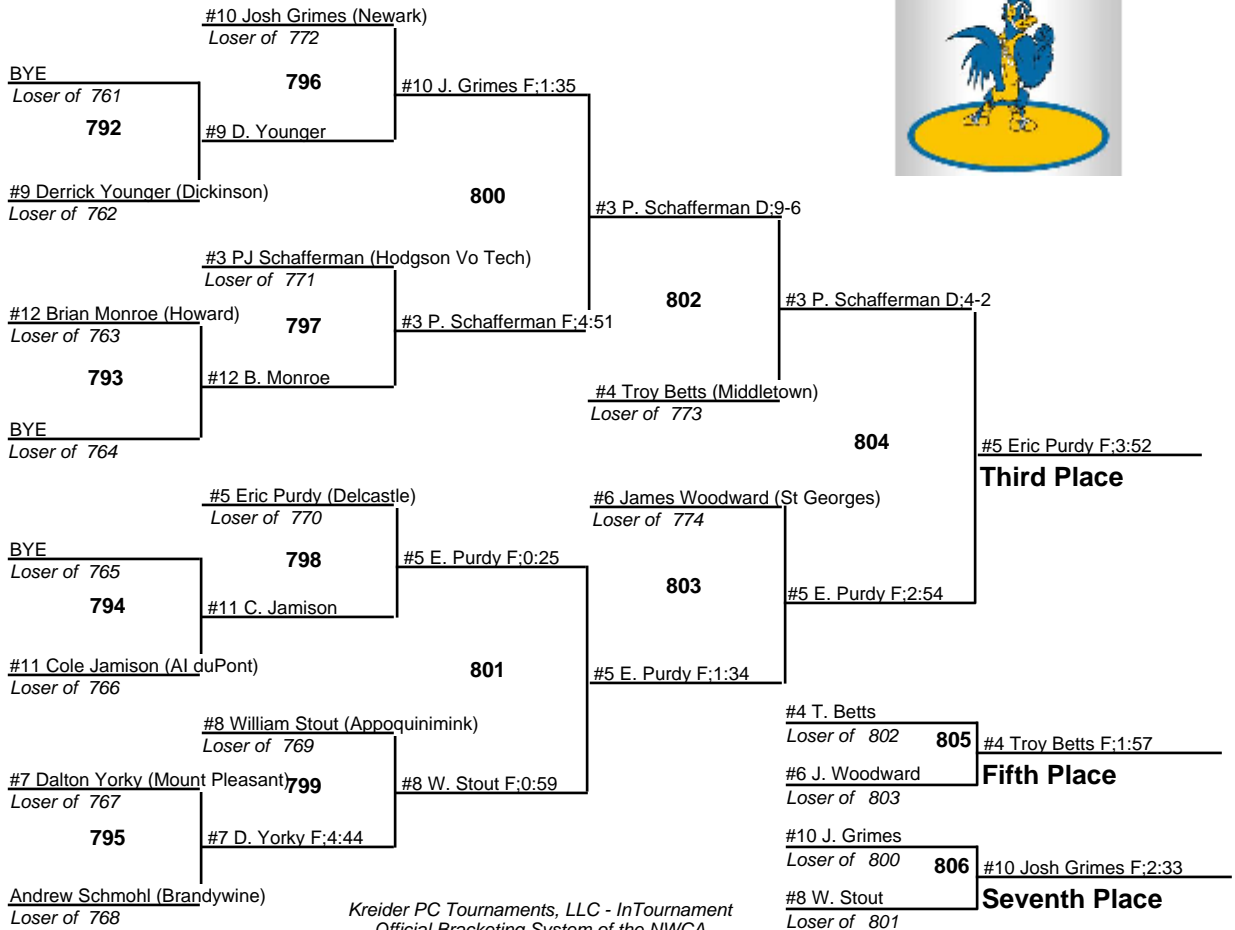 #10 Josh Grimes (Newark)
Loser of 772
BYE
Loser of 761
796
#10 J. Grimes F;1:35
792
#9 D. Younger
#9 Derrick Younger (Dickinson)
Loser of 762
800
#3 P. Schafferman D;9-6
#3 PJ Schafferman (Hodgson Vo Tech)
Loser of 771
802
#3 P. Schafferman D;4-2
#12 Brian Monroe (Howard)
Loser of 763
797
#3 P. Schafferman F;4:51
793
#12 B. Monroe
#4 Troy Betts (Middletown)
Loser of 773
BYE
Loser of 764
804
#5 Eric Purdy F;3:52
Third Place
#5 Eric Purdy (Delcastle)
Loser of 770
#6 James Woodward (St Georges)
Loser of 774
BYE
Loser of 765
798
#5 E. Purdy F;0:25
803
#5 E. Purdy F;2:54
794
#11 C. Jamison
#11 Cole Jamison (AI duPont)
Loser of 766
801
#5 E. Purdy F;1:34
#8 William Stout (Appoquinimink)
Loser of 769
#4 T. Betts
Loser of 802
805
#4 Troy Betts F;1:57
Fifth Place
#7 Dalton Yorky (Mount Pleasant)
Loser of 767
799
#8 W. Stout F;0:59
#6 J. Woodward
Loser of 803
795
#7 D. Yorky F;4:44
#10 J. Grimes
Loser of 800
806
#10 Josh Grimes F;2:33
Seventh Place
Andrew Schmohl (Brandywine)
Loser of 768
#8 W. Stout
Loser of 801
Kreider PC Tournaments, LLC - InTournament
Official Bracketing System of the NWCA